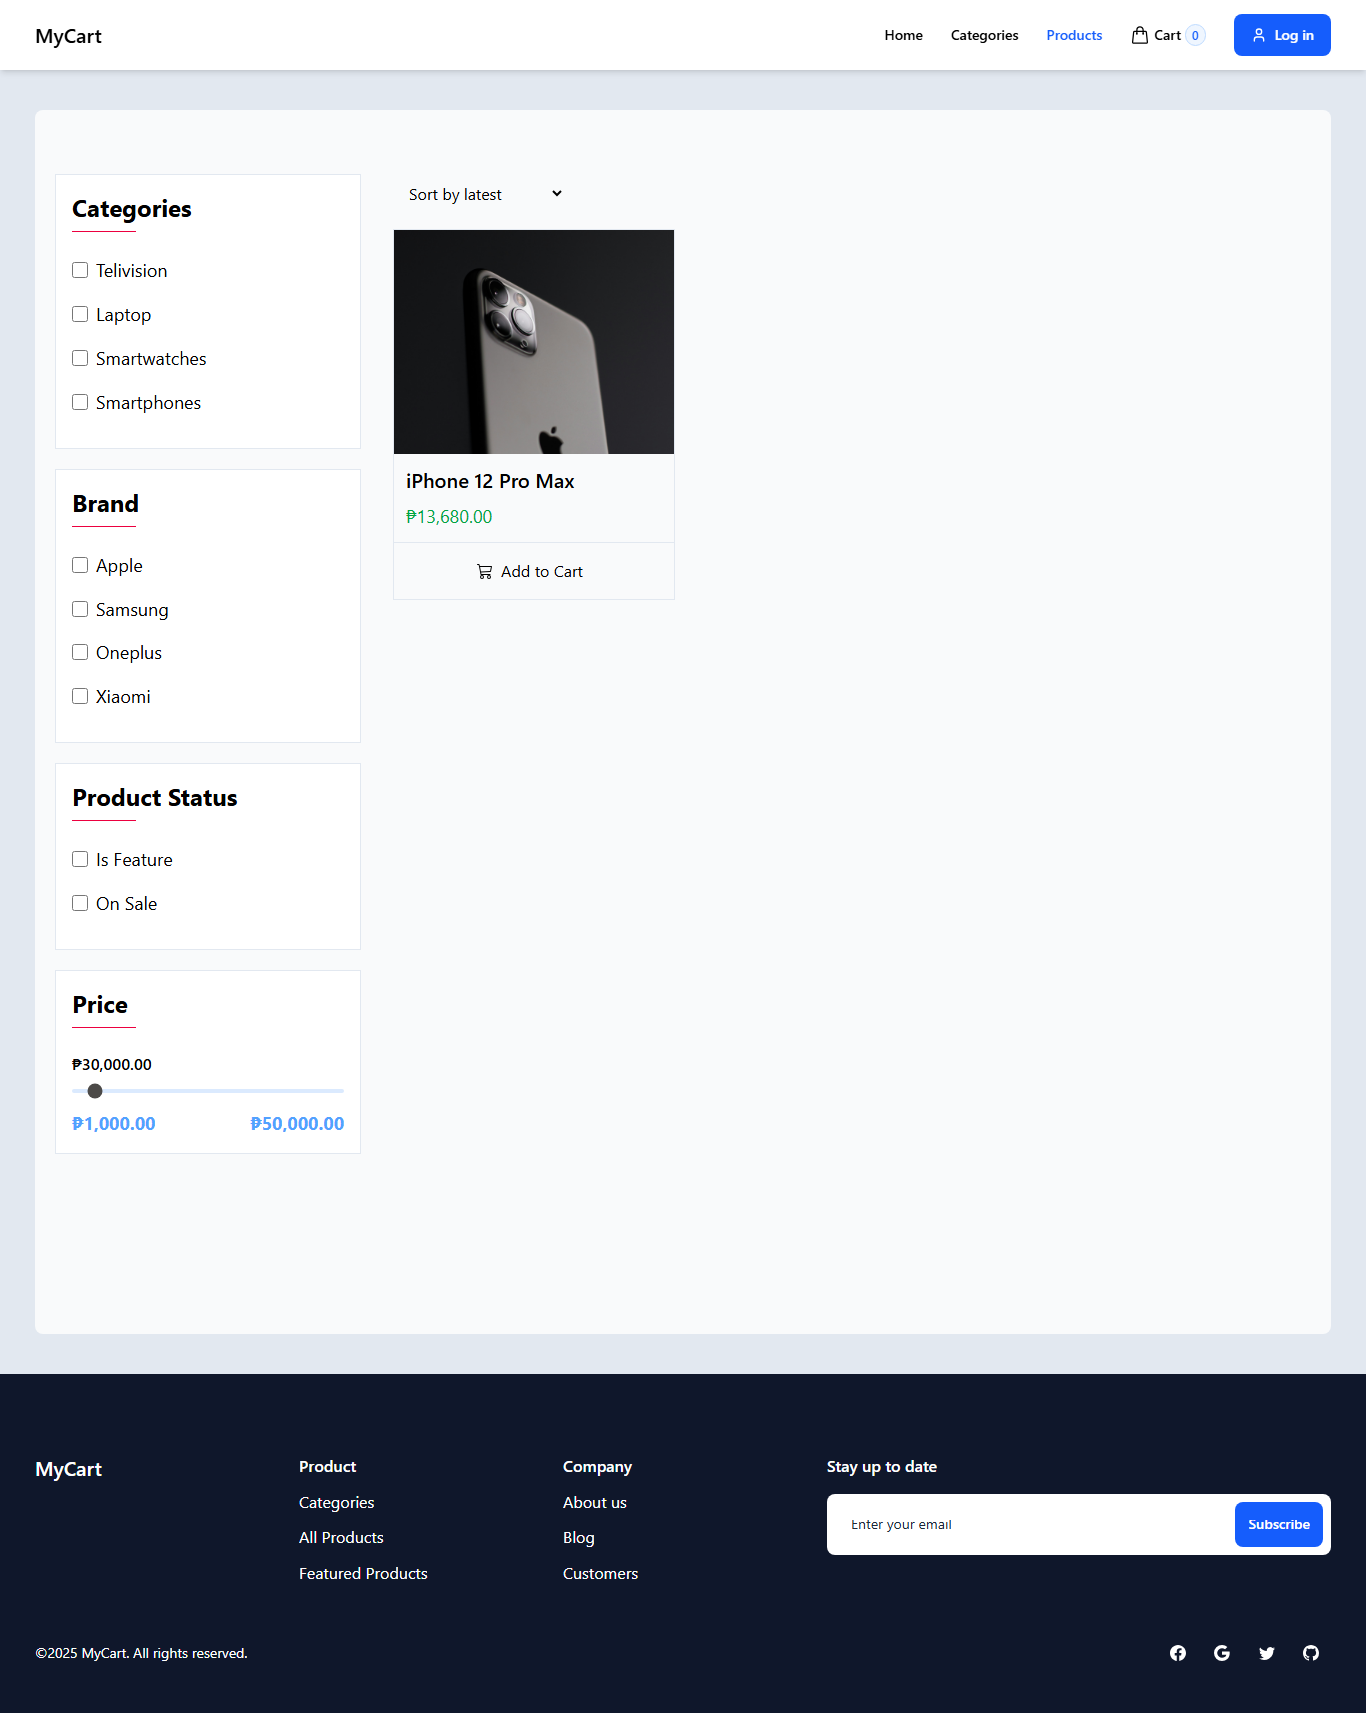 MyCart
Home
Categories
Products
Cart 0
Log in
Categories
Telivision
Laptop
Smartwatches
Smartphones
Brand
Apple
Samsung
Oneplus
Xiaomi
Product Status
Is Feature
On Sale
Price
₱30,000.00
₱1,000.00 ₱50,000.00
Sort by latest
iPhone 12 Pro Max
₱13,680.00
Add to Cart
MyCart
Product
Categories
All Products
Featured Products
Company
About us
Blog
Customers
Stay up to date
Enter your email
Subscribe
©2025 MyCart. All rights reserved.